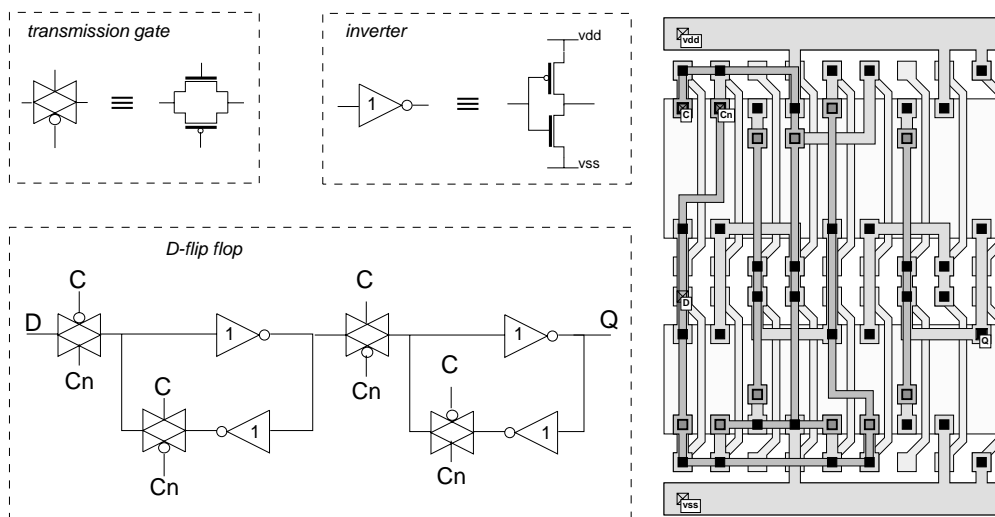 transmission gate
inverter
vdd
1
≡
≡
vss
D-flip flop
C
C
D
1
Q
1
Cn
C
Cn
C
1
1
Cn
Cn
vdd
C
Cn
D
Q
vss